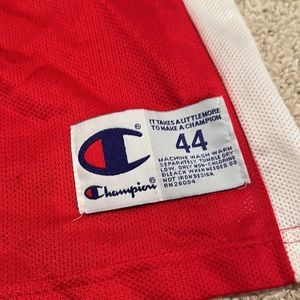 IT TAKES A LITTLE MORE
TO MAKE A CHAMPION®
44
MACHINE WASH WARM
SEPARATELY TUMBLE DRY
LOW. ONLY NON-CHLORINE
BLEACH WHEN NEEDED DO
NOT IRON DESIGN
RN26094
Champion